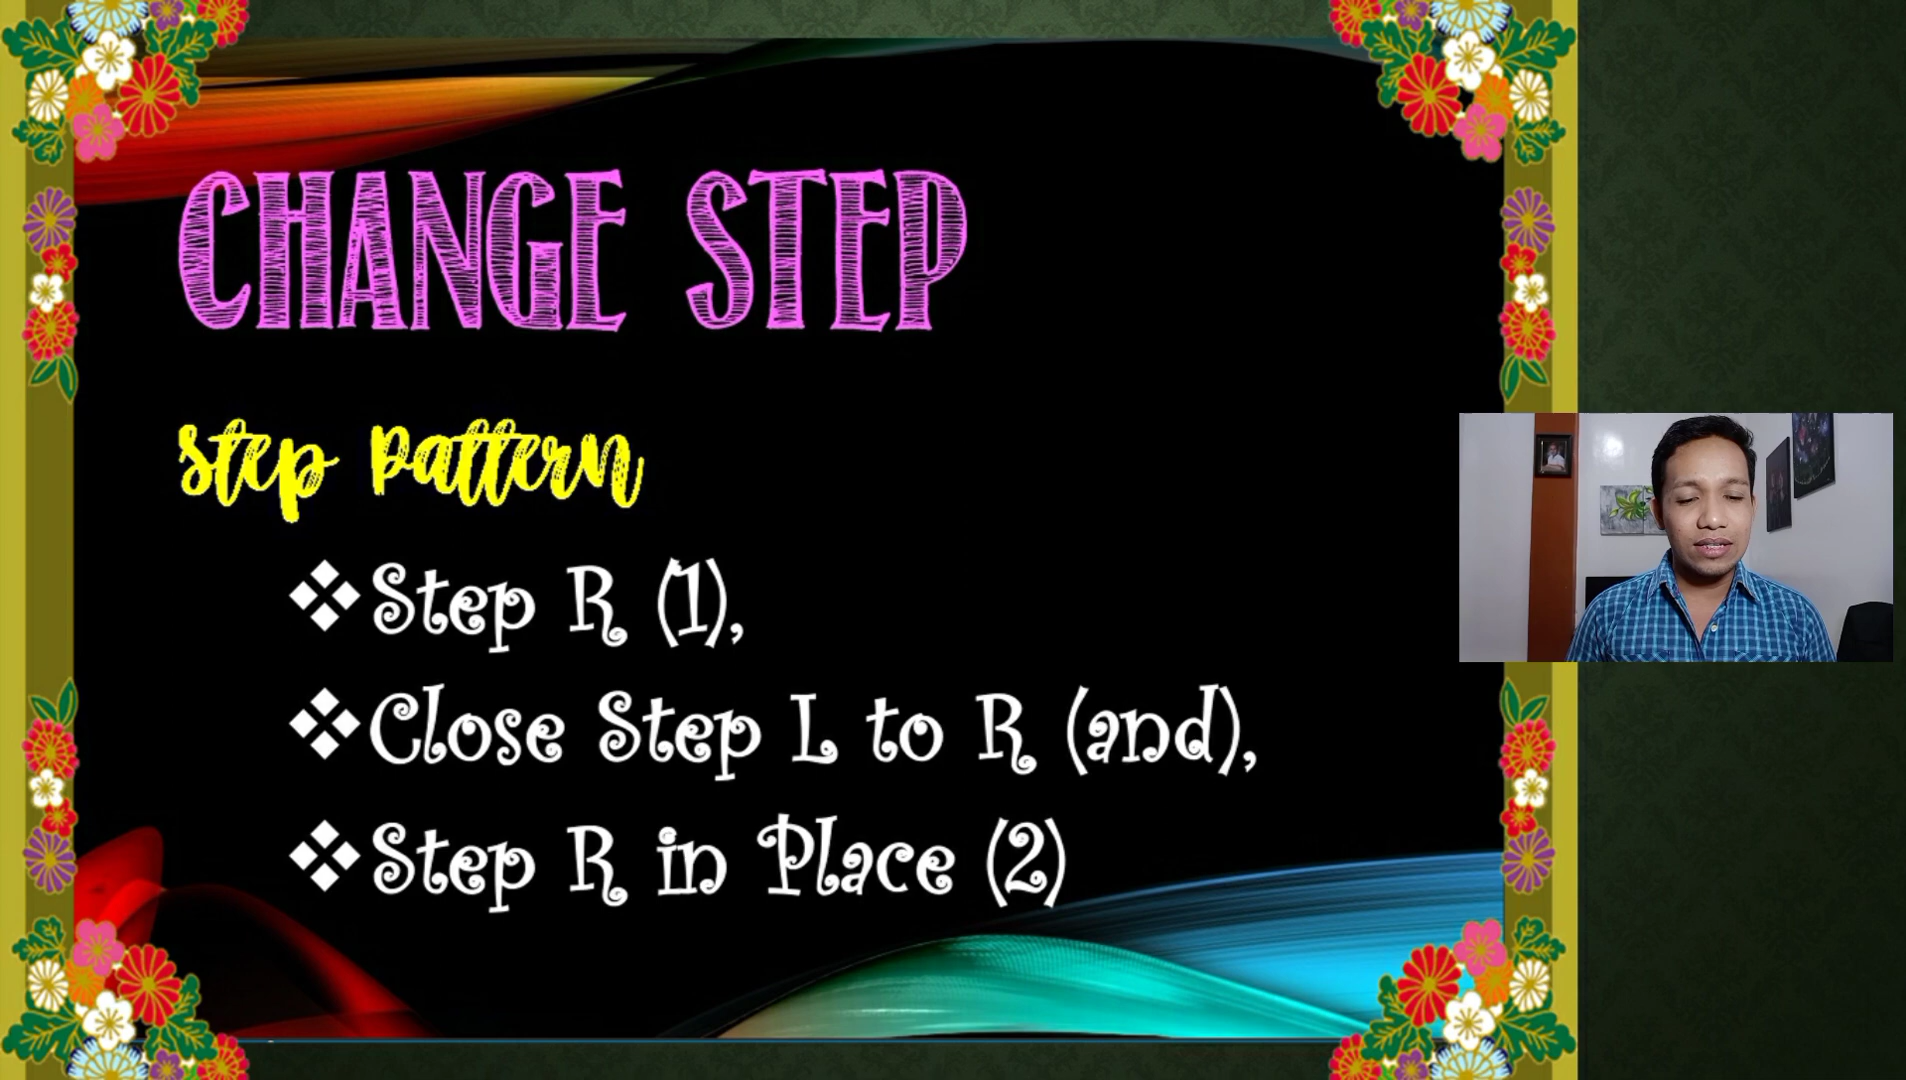 CHANGE STEP
step pattern
❖Step R (1),
❖Close Step L to R (and),
❖Step R in Place (2)